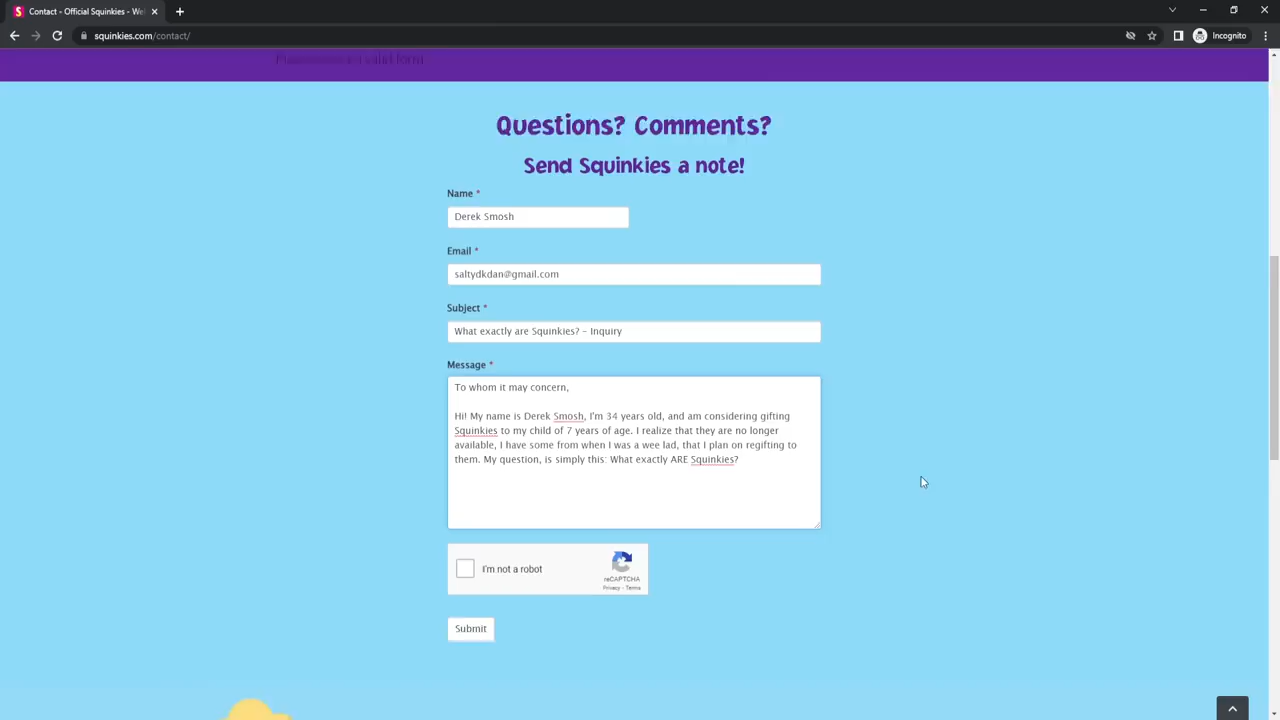 Contact - Official Squinkies - Wel
squinkies.com/contact/
Incognito
Questions? Comments?
Send Squinkies a note!
Name *
Derek Smosh
Email *
saltydkdan@gmail.com
Subject *
What exactly are Squinkies? - Inquiry
Message *
To whom it may concern,
Hi! My name is Derek Smosh, I'm 34 years old, and am considering gifting
Squinkies to my child of 7 years of age. I realize that they are no longer
available, I have some from when I was a wee lad, that I plan on regifting to
them. My question, is simply this: What exactly ARE Squinkies?
I'm not a robot
reCAPTCHA
Privacy - Terms
Submit